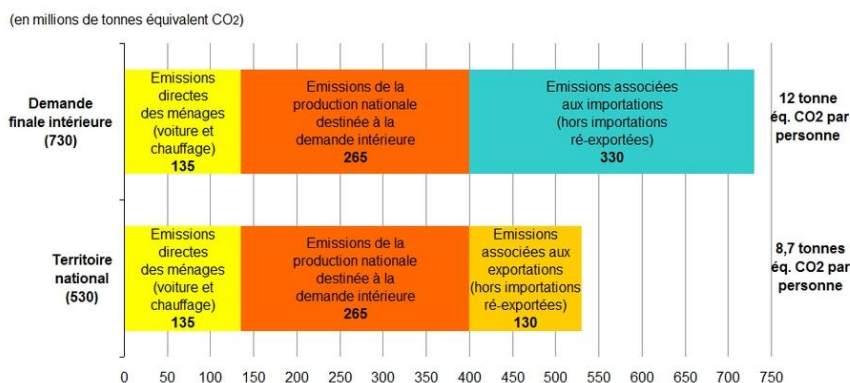 (en millions de tonnes équivalent CO2)
Demande
finale intérieure
(730)
Emissions
directes
des ménages
(voiture et
chauffage)
135
Emissions de la
production nationale
destinée à la
demande intérieure
265
Emissions associées
aux importations
(hors importations
ré-exportées)
330
12 tonne
éq. CO2 par
personne
Territoire
national
(530)
Emissions
directes
des ménages
(voiture et
chauffage)
135
Emissions de la
production nationale
destinée à la
demande intérieure
265
Emissions
associées aux
exportations
(hors importations
ré-exportées)
130
8,7 tonnes
éq. CO2 par
personne
0 50 100 150 200 250 300 350 400 450 500 550 600 650 700 750